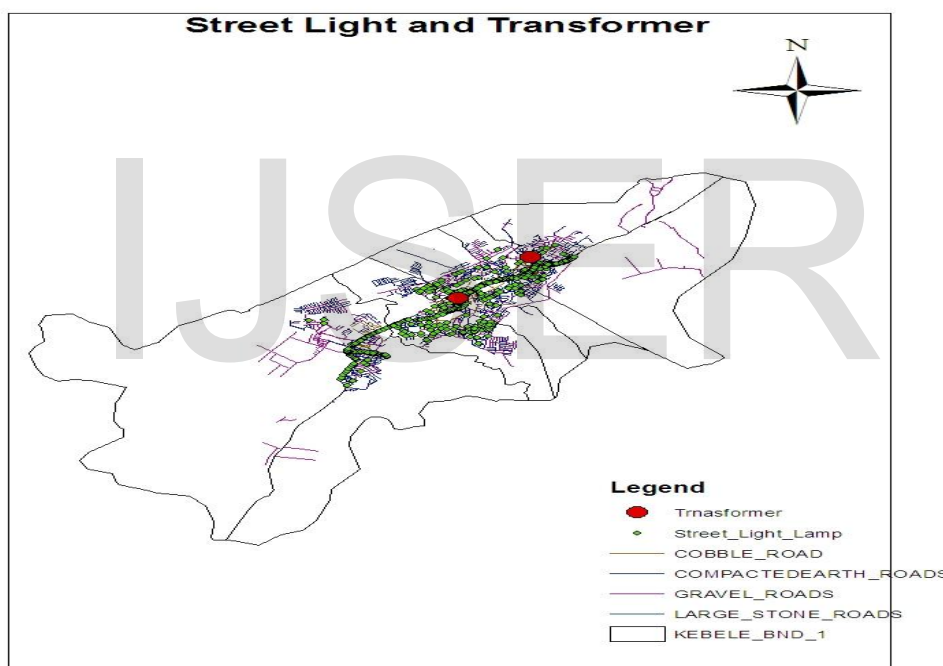 Street Light and Transformer
N
IJSER
Legend
Trnasformer
Street_Light_Lamp
COBBLE_ROAD
COMPACTEDEARTH_ROADS
GRAVEL_ROADS
LARGE_STONE_ROADS
KEBELE_BND_1